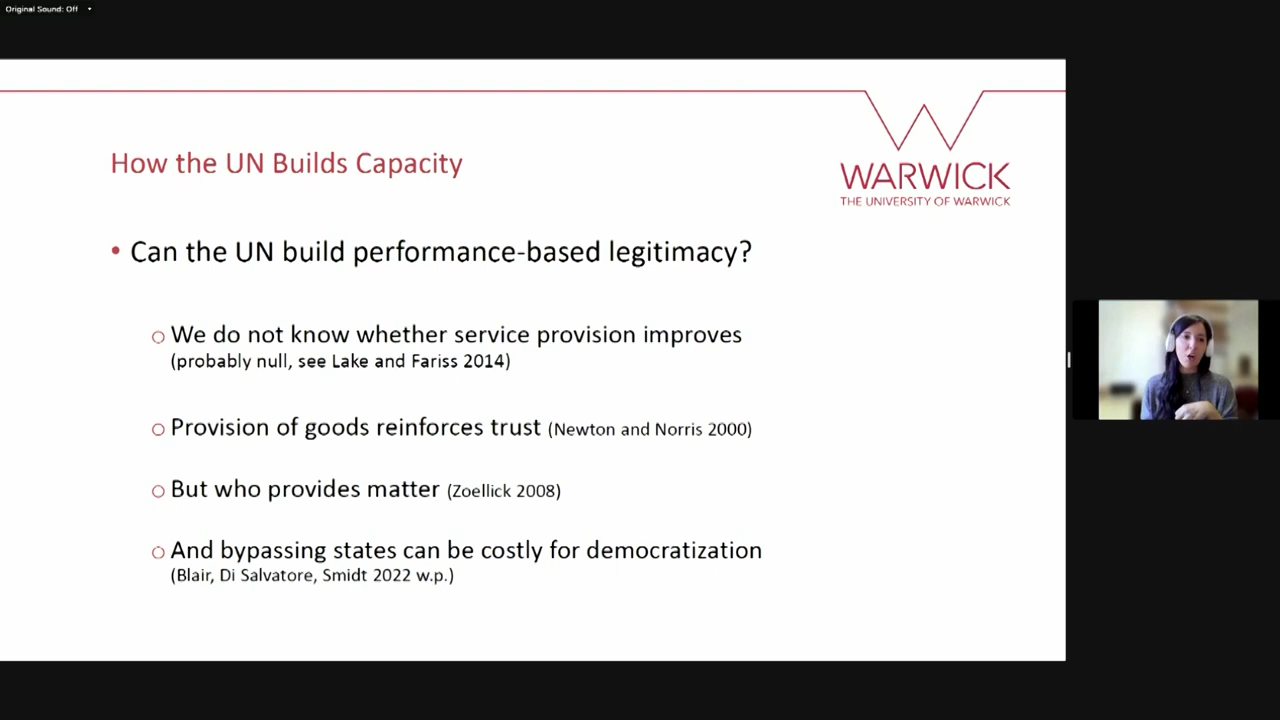 Original Sound: Off
How the UN Builds Capacity
WARWICK
THE UNIVERSITY OF WARWICK
• Can the UN build performance-based legitimacy?
○ We do not know whether service provision improves
(probably null, see Lake and Fariss 2014)
○ Provision of goods reinforces trust (Newton and Norris 2000)
○ But who provides matter (Zoellick 2008)
○ And bypassing states can be costly for democratization
(Blair, Di Salvatore, Smidt 2022 w.p.)